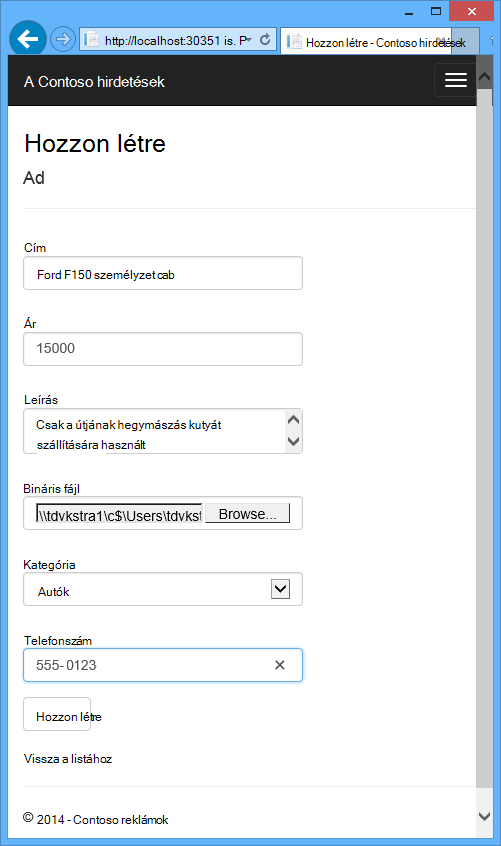 http://localhost:30351 is. P
Hozzon létre - Contoso hirdetések
A Contoso hirdetések
Hozzon létre
Ad
Cím
Ford F150 személyzet cab
Ár
15000
Leírás
Csak a útjának hegymászás kutyát
szállítására használt
Bináris fájl
\\tdvkstra1\c$\Users\tdvkst
Browse...
Kategória
Autók
Telefonszám
555-0123
Hozzon létre
Vissza a listához
© 2014 - Contoso reklámok